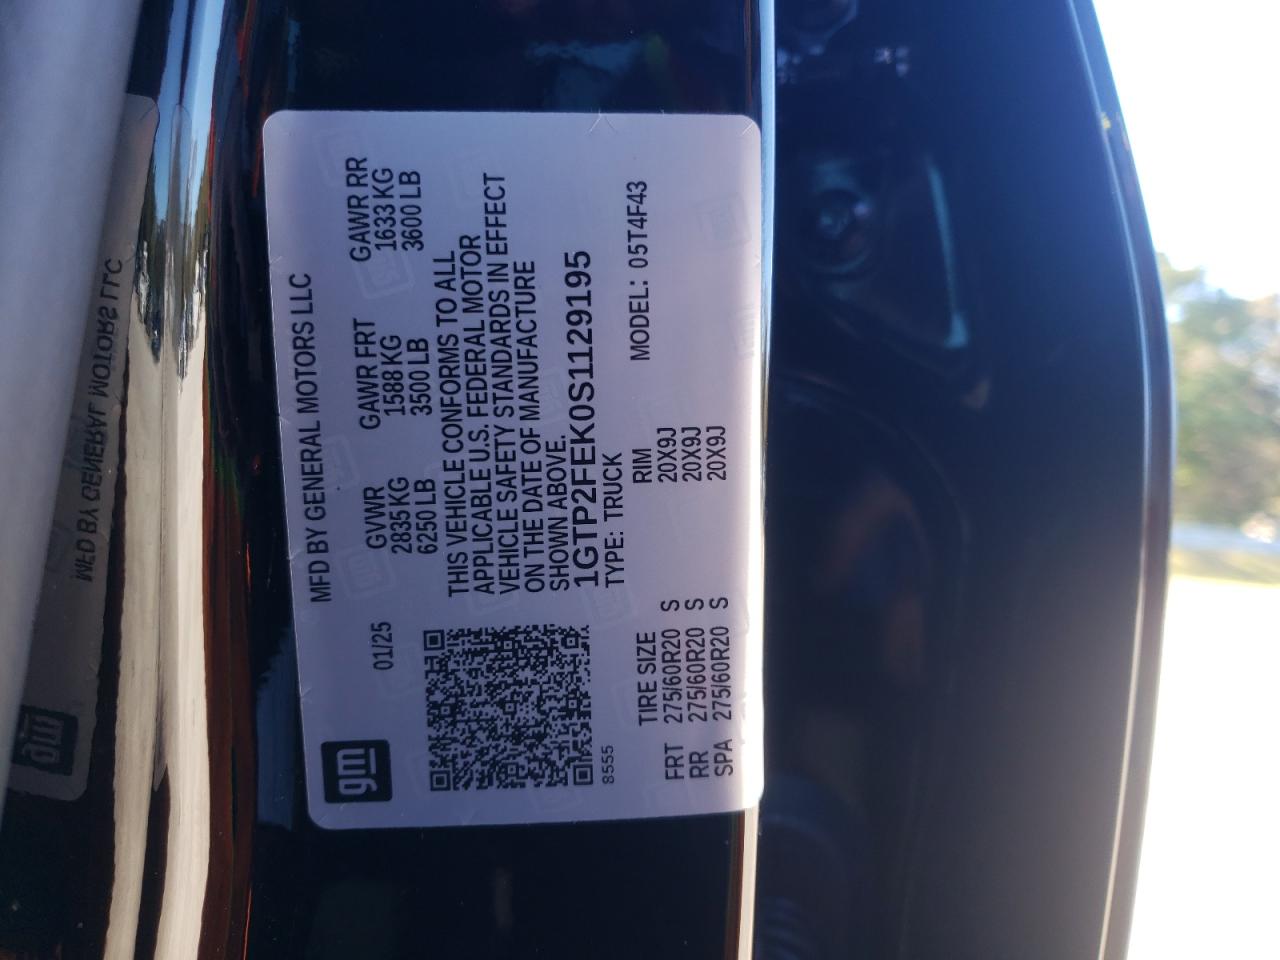 MFD BY GENERAL MOTORS LLC
gm
01/25
GVWR GAWR FRT GAWR RR
2835 KG 1588 KG 1633 KG
6250 LB 3500 LB 3600 LB
THIS VEHICLE CONFORMS TO ALL
APPLICABLE U.S. FEDERAL MOTOR
VEHICLE SAFETY STANDARDS IN EFFECT
ON THE DATE OF MANUFACTURE
SHOWN ABOVE.
1GTP2FEK0S1129195
8555 TYPE: TRUCK
TIRE SIZE RIM MODEL: 05T4F43
FRT 275/60R20 S 20X9J
RR 275/60R20 S 20X9J
SPA 275/60R20 S 20X9J
MFD BY GENERAL MOTORS LLC
gm